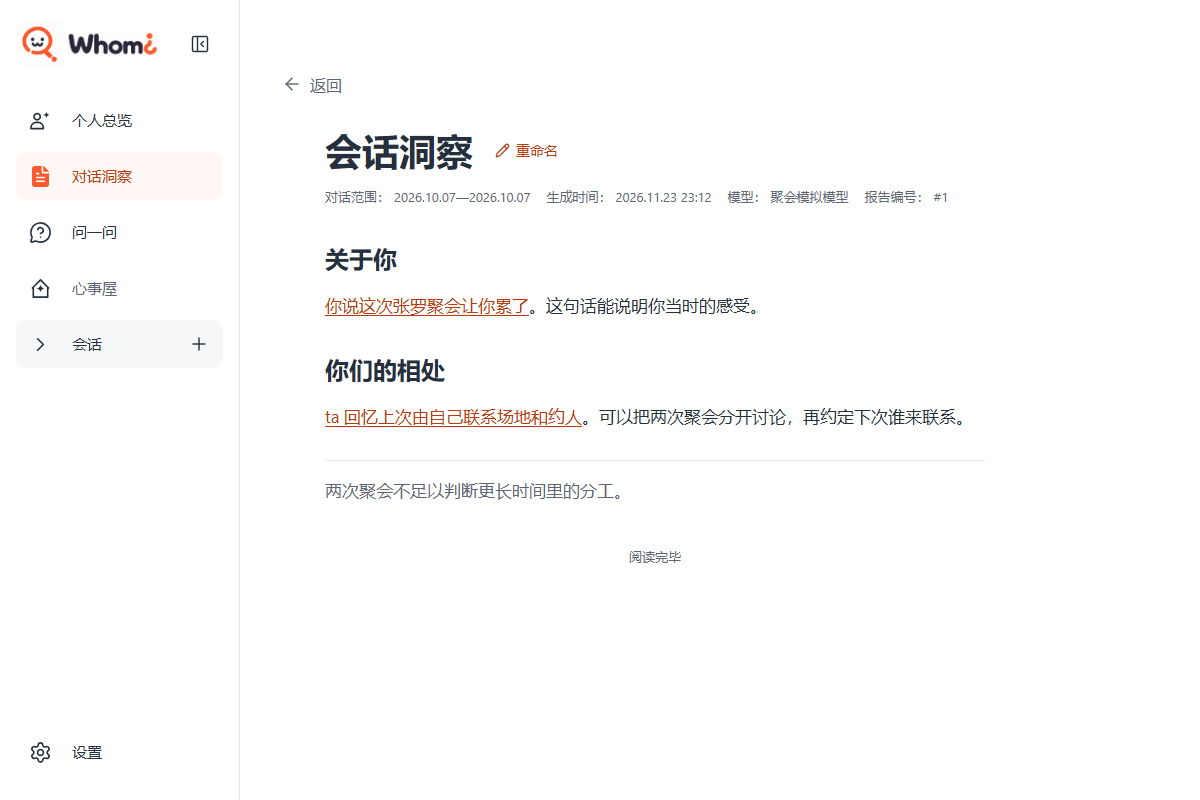 Whomi
个人总览
对话洞察
问一问
心事屋
会话
设置
返回
会话洞察
重命名
对话范围： 2026.10.07—2026.10.07 生成时间： 2026.11.23 23:12 模型： 聚会模拟模型 报告编号： #1
关于你
你说这次张罗聚会让你累了。这句话能说明你当时的感受。
你们的相处
ta 回忆上次由自己联系场地和约人。可以把两次聚会分开讨论，再约定下次谁来联系。
两次聚会不足以判断更长时间里的分工。
阅读完毕